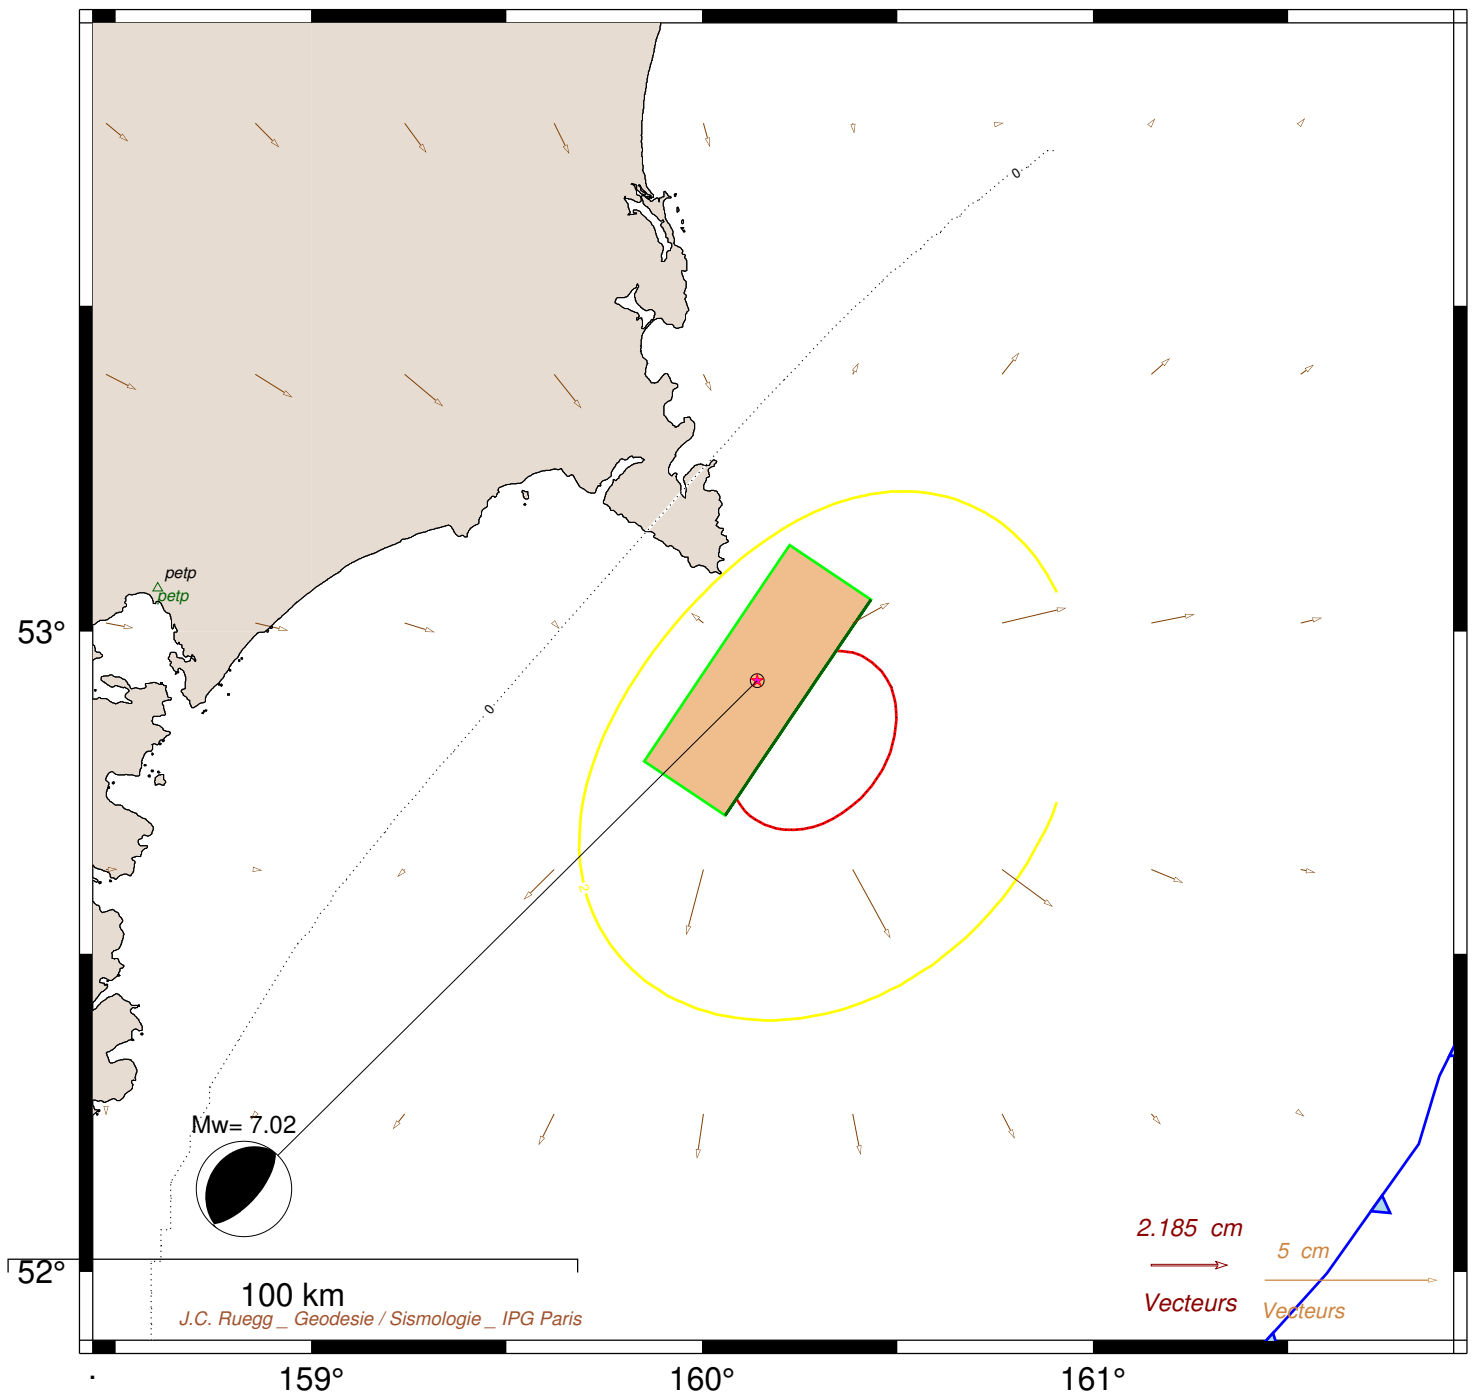 0
petp
petp
53°
0
2
Mw= 7.02
2.185 cm
5 cm
52°
100 km
Vecteurs
Vecteurs
J.C. Ruegg _ Geodesie / Sismologie _ IPG Paris
159°
160°
161°